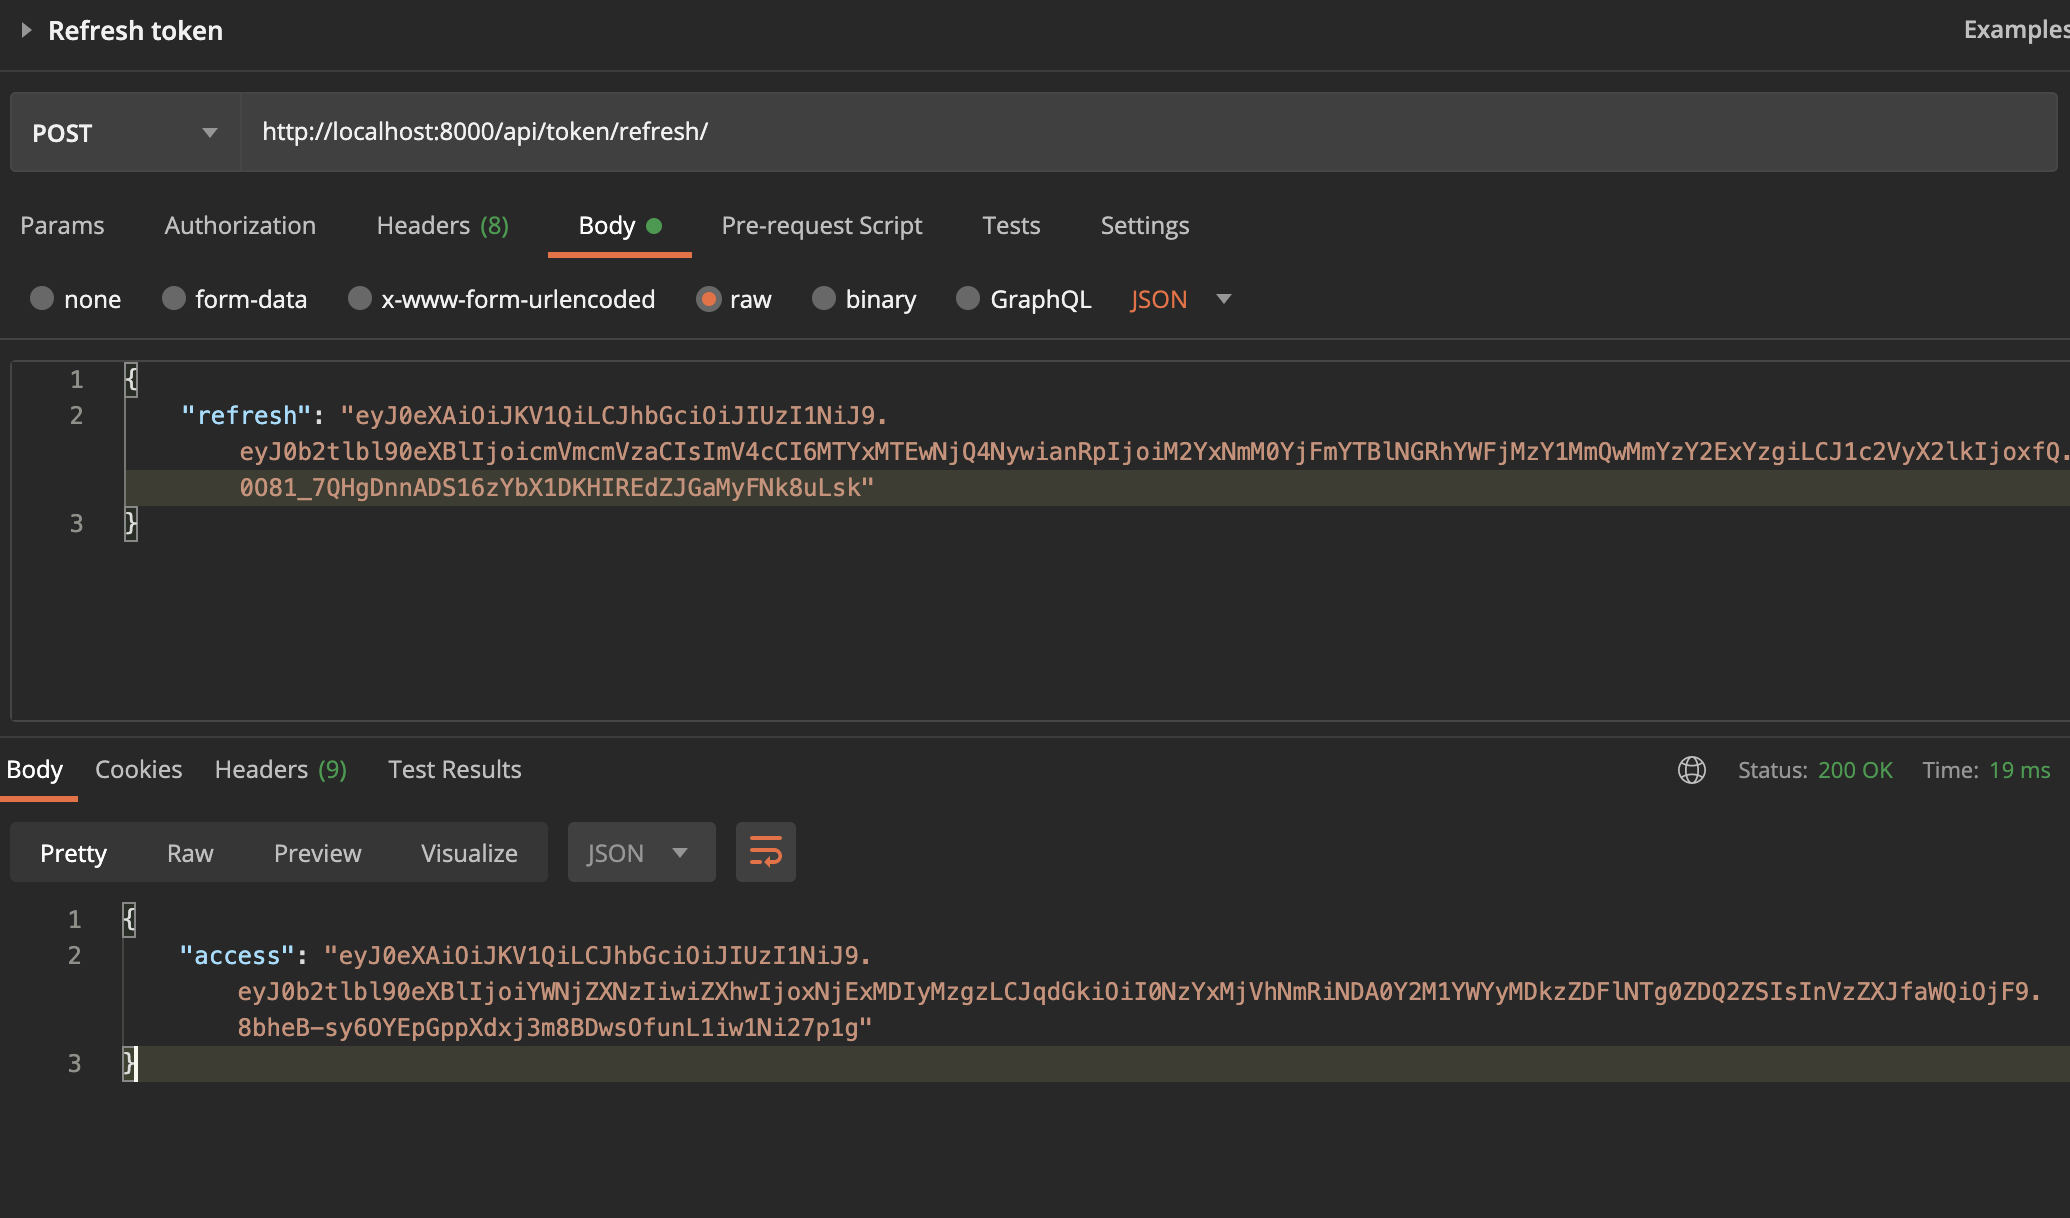 Refresh token Examples
POST http://localhost:8000/api/token/refresh/
Params Authorization Headers (8) Body Pre-request Script Tests Settings
none form-data x-www-form-urlencoded raw binary GraphQL JSON
1 {
2 "refresh": "eyJ0eXAiOiJKV1QiLCJhbGciOiJIUzI1NiJ9.
eyJ0b2tlbl90eXBlIjoicmVmcmVzaCIsImV4cCI6MTYxMTEwNjQ4NywianRpIjoiM2YxNmM0YjFmYTBlNGRhYWFjMzY1MmQwMmYzY2ExYzgiLCJ1c2VyX2lkIjoxfQ.
0O81_7QHgDnnADS16zYbX1DKHIREdZJGaMyFNk8uLsk"
3 }
Body Cookies Headers (9) Test Results Status: 200 OK Time: 19 ms
Pretty Raw Preview Visualize JSON
1 {
2 "access": "eyJ0eXAiOiJKV1QiLCJhbGciOiJIUzI1NiJ9.
eyJ0b2tlbl90eXBlIjoiYWNjZXNzIiwiZXhwIjoxNjExMDIyMzgzLCJqdGkiOiI0NzYxMjVhNmRiNDA0Y2M1YWYyMDkzZDFlNTg0ZDQ2ZSIsInVzZXJfaWQiOjF9.
8bheB-sy6OYEpGppXdxj3m8BDwsOfunL1iw1Ni27p1g"
3 }